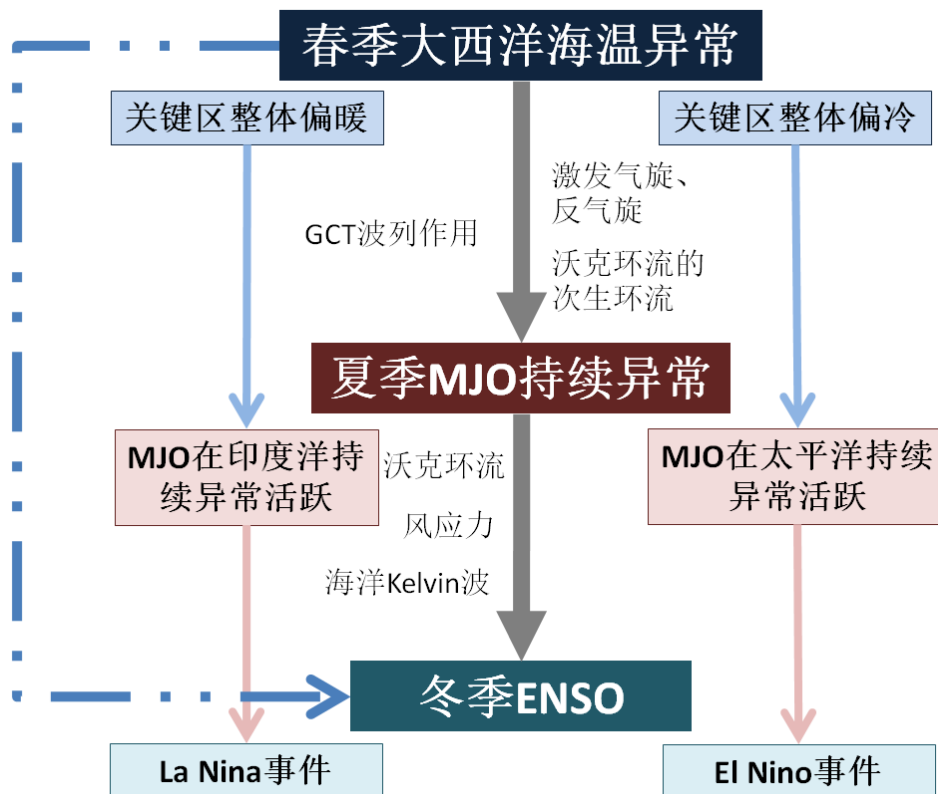 春季大西洋海温异常
关键区整体偏暖
关键区整体偏冷
激发气旋、
反气旋
GCT波列作用
沃克环流的
次生环流
夏季MJO持续异常
MJO在印度洋持
续异常活跃
沃克环流
风应力
海洋Kelvin波
MJO在太平洋持续
异常活跃
冬季ENSO
La Nina事件
El Nino事件